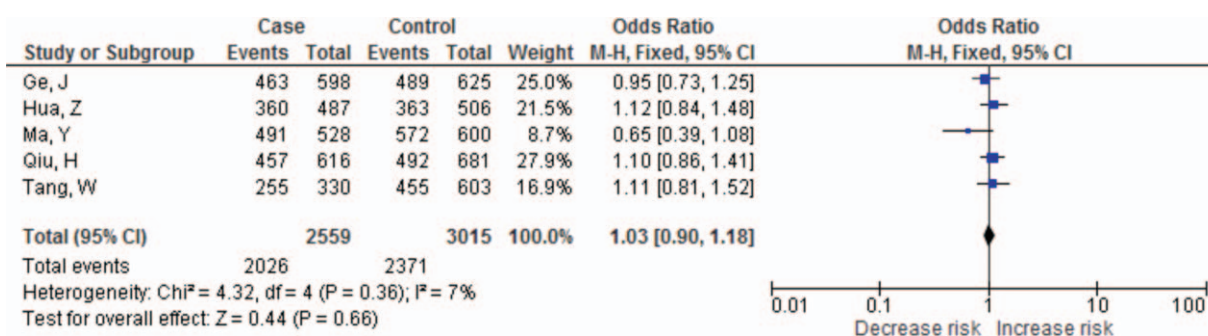 Case Control Odds Ratio Odds Ratio
Study or Subgroup Events Total Events Total Weight M-H, Fixed, 95% CI M-H, Fixed, 95% CI
Ge, J 463 598 489 625 25.0% 0.95 [0.73, 1.25]
Hua, Z 360 487 363 506 21.5% 1.12 [0.84, 1.48]
Ma, Y 491 528 572 600 8.7% 0.65 [0.39, 1.08]
Qiu, H 457 616 492 681 27.9% 1.10 [0.86, 1.41]
Tang, W 255 330 455 603 16.9% 1.11 [0.81, 1.52]
Total (95% CI) 2559 3015 100.0% 1.03 [0.90, 1.18]
Total events 2026 2371
Heterogeneity: Chi² = 4.32, df = 4 (P = 0.36); I² = 7%
Test for overall effect: Z = 0.44 (P = 0.66)
0.01 0.1 1 10 100
Decrease risk Increase risk